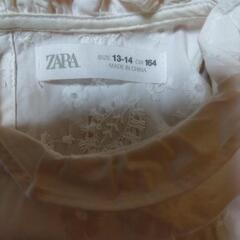 ZARA
SIZE 13-14 CM 164
MADE IN CHINA